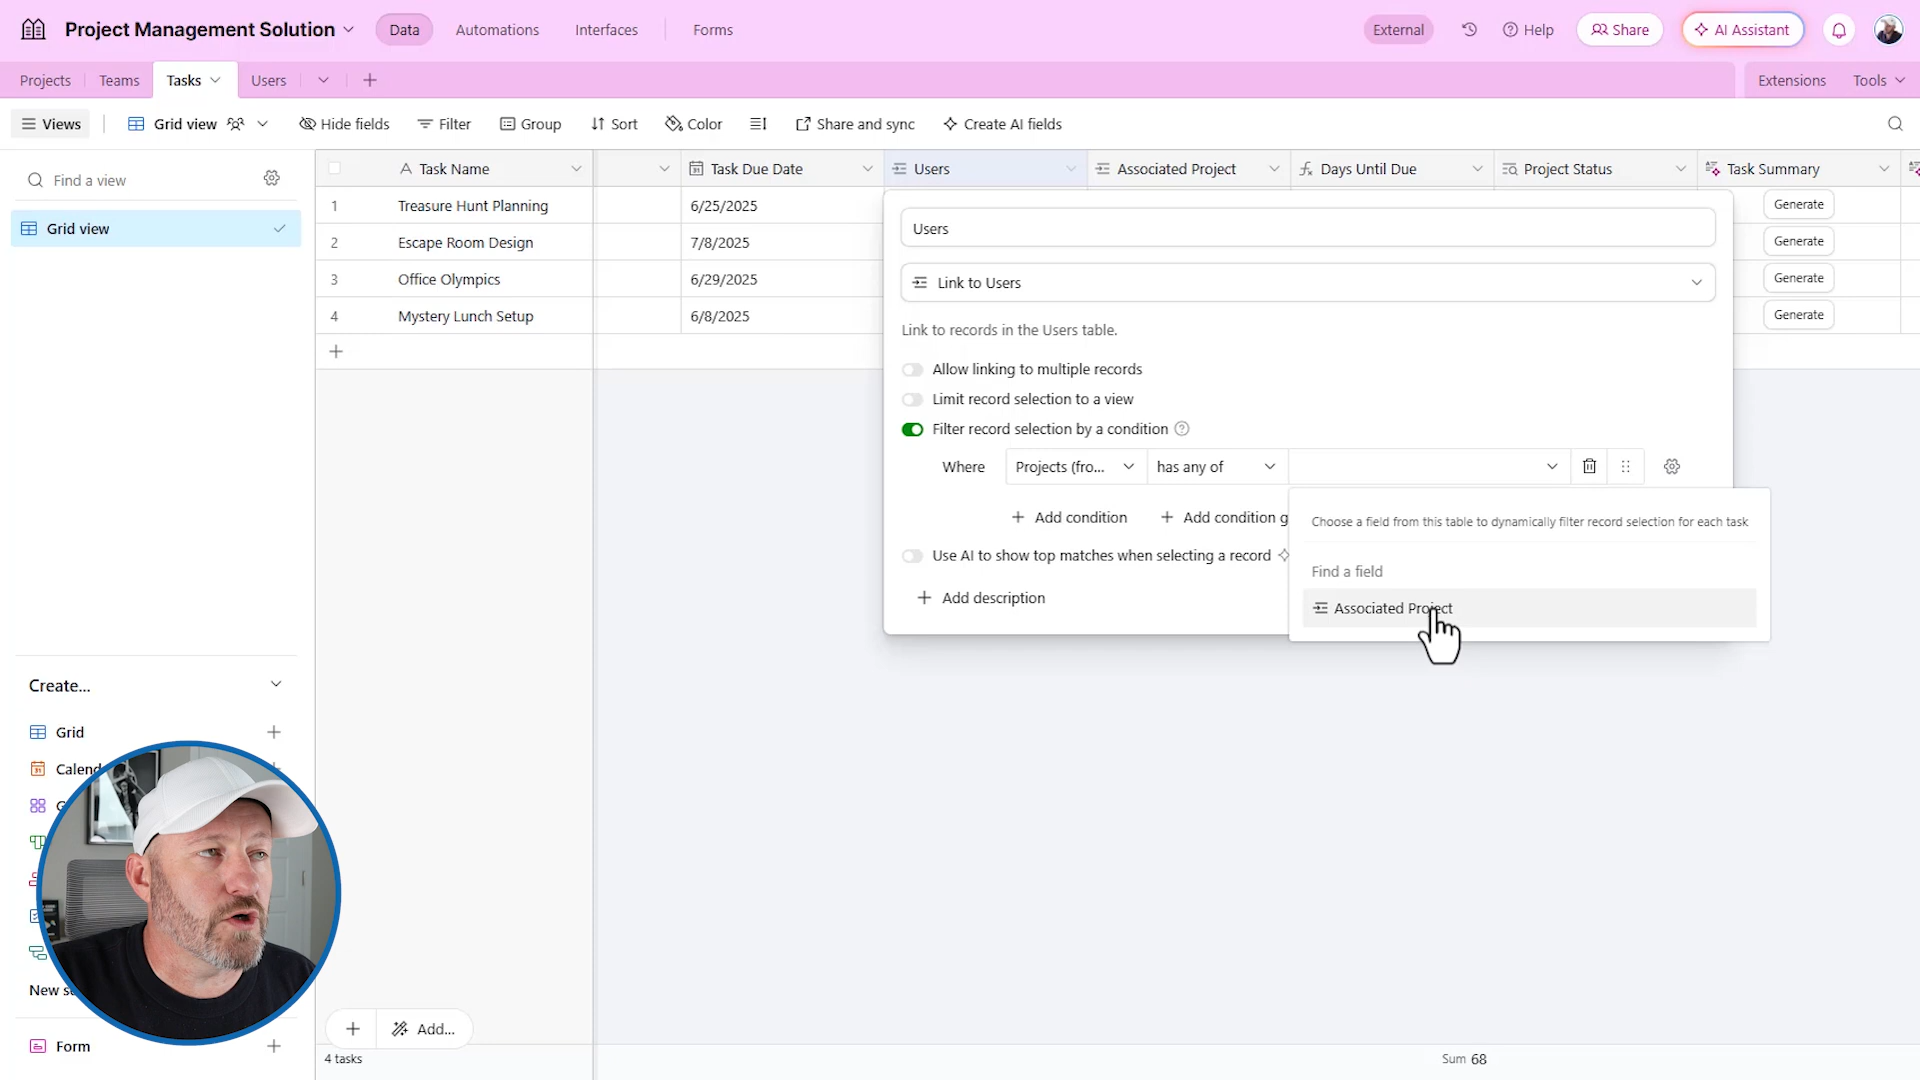 Project Management Solution
Data
Automations
Interfaces
Forms
External
Help
Share
AI Assistant
Projects
Teams
Tasks
Users
Extensions
Tools
Views
Grid view
Hide fields
Filter
Group
Sort
Color
Share and sync
Create AI fields
Find a view
Grid view
Task Name
Task Due Date
Users
Associated Project
Days Until Due
Project Status
Task Summary
1 Treasure Hunt Planning 6/25/2025 Generate
2 Escape Room Design 7/8/2025 Generate
3 Office Olympics 6/29/2025 Generate
4 Mystery Lunch Setup 6/8/2025 Generate
Users
Link to Users
Link to records in the Users table.
Allow linking to multiple records
Limit record selection to a view
Filter record selection by a condition
Where Projects (fro... has any of
Add condition
Add condition g
Choose a field from this table to dynamically filter record selection for each task
Use AI to show top matches when selecting a record
Find a field
Associated Project
Add description
Create...
Grid
Calend
New s
Form
Add...
4 tasks
Sum 68